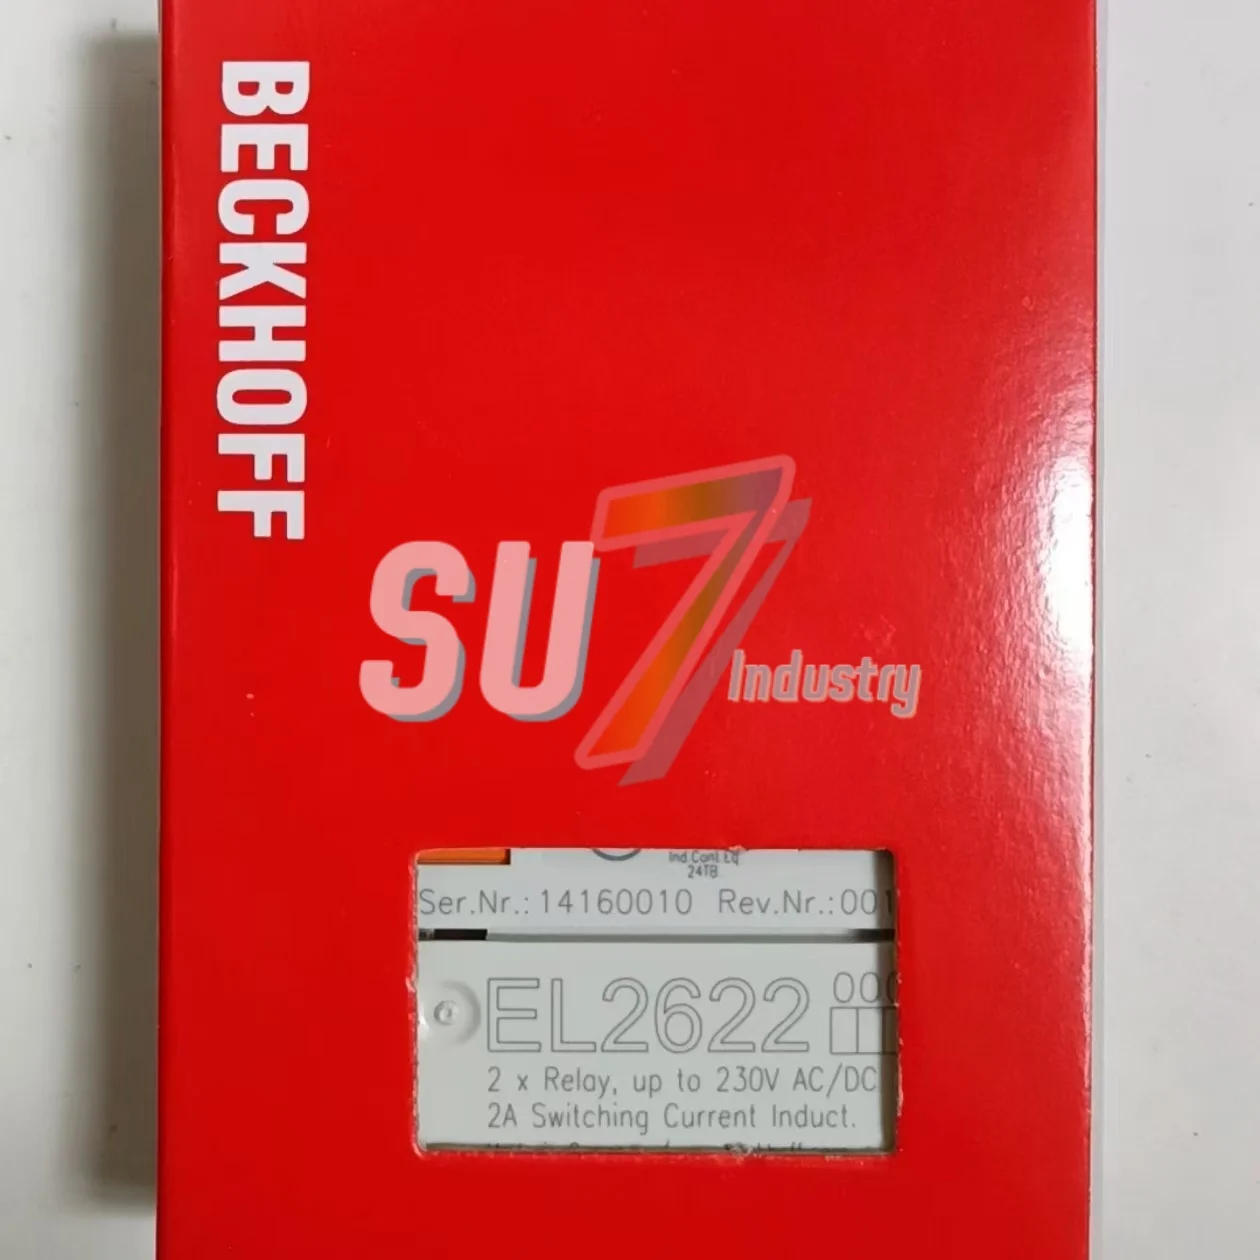 BECKHOFF
SU7 Industry
Ind.Cont.Eq
24TB
Ser.Nr.: 14160010 Rev.Nr.:001
EL2622 000
2 x Relay, up to 230V AC/DC
2A Switching Current Induct.